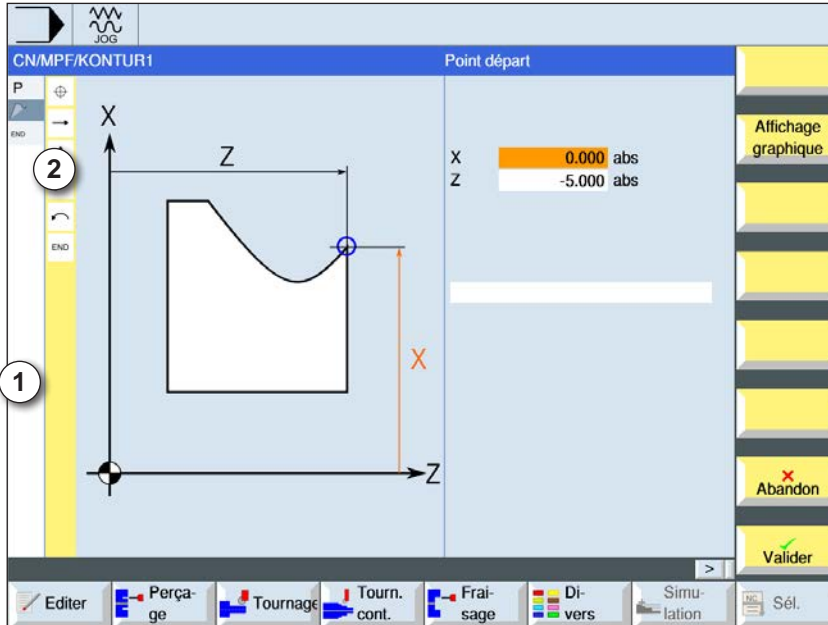 JOG
CN/MPF/KONTUR1
Point départ
P
END
END
1
2
X
Z
X
Z
X 0.000 abs
Z -5.000 abs
Affichage
graphique
Abandon
Valider
>
Editer
Perça-
ge
Tournage
Tourn.
cont.
Frai-
sage
Di-
vers
Simu-
lation
NC
Sél.